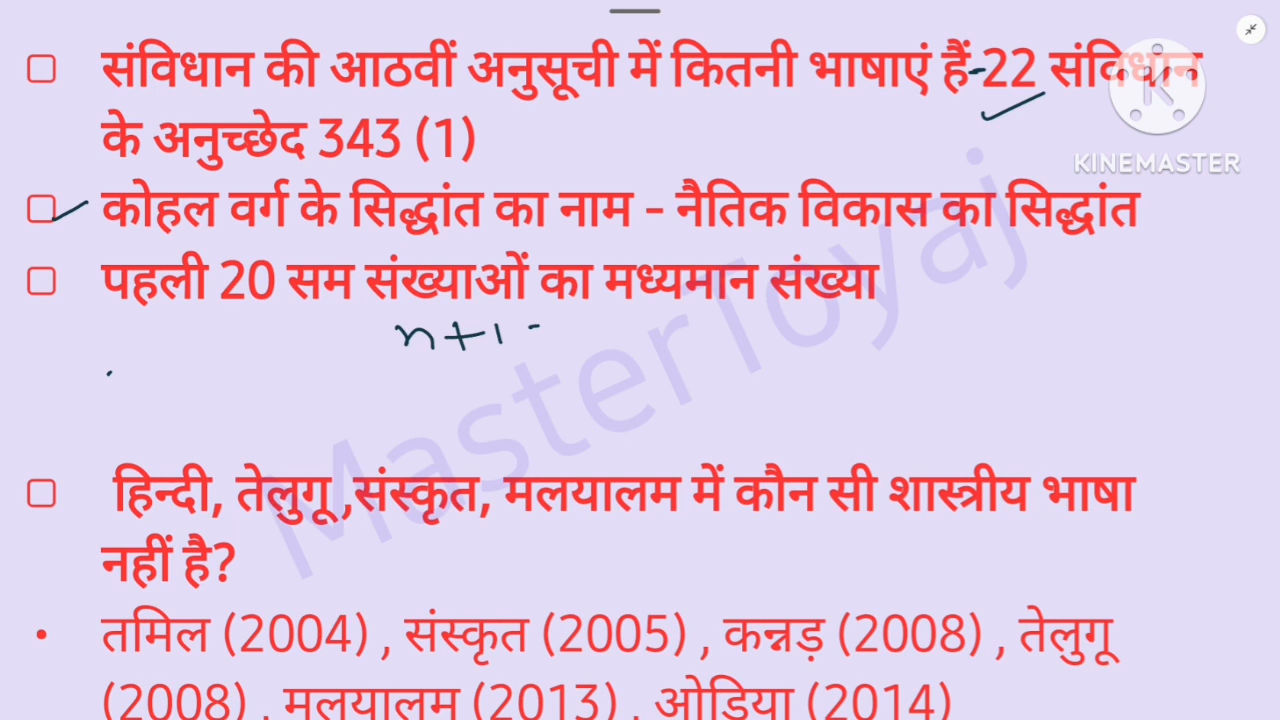 संविधान की आठवीं अनुसूची में कितनी भाषाएं हैं-22 संविधान
के अनुच्छेद 343 (1)
KINEMASTER
कोहल वर्ग के सिद्धांत का नाम - नैतिक विकास का सिद्धांत
पहली 20 सम संख्याओं का मध्यमान संख्या
n+1 -
MasterToyaj
हिन्दी, तेलुगू ,संस्कृत, मलयालम में कौन सी शास्त्रीय भाषा
नहीं है?
• तमिल (2004) , संस्कृत (2005) , कन्नड़ (2008) , तेलुगू
(2008) , मलयालम (2013) , ओडिया (2014)